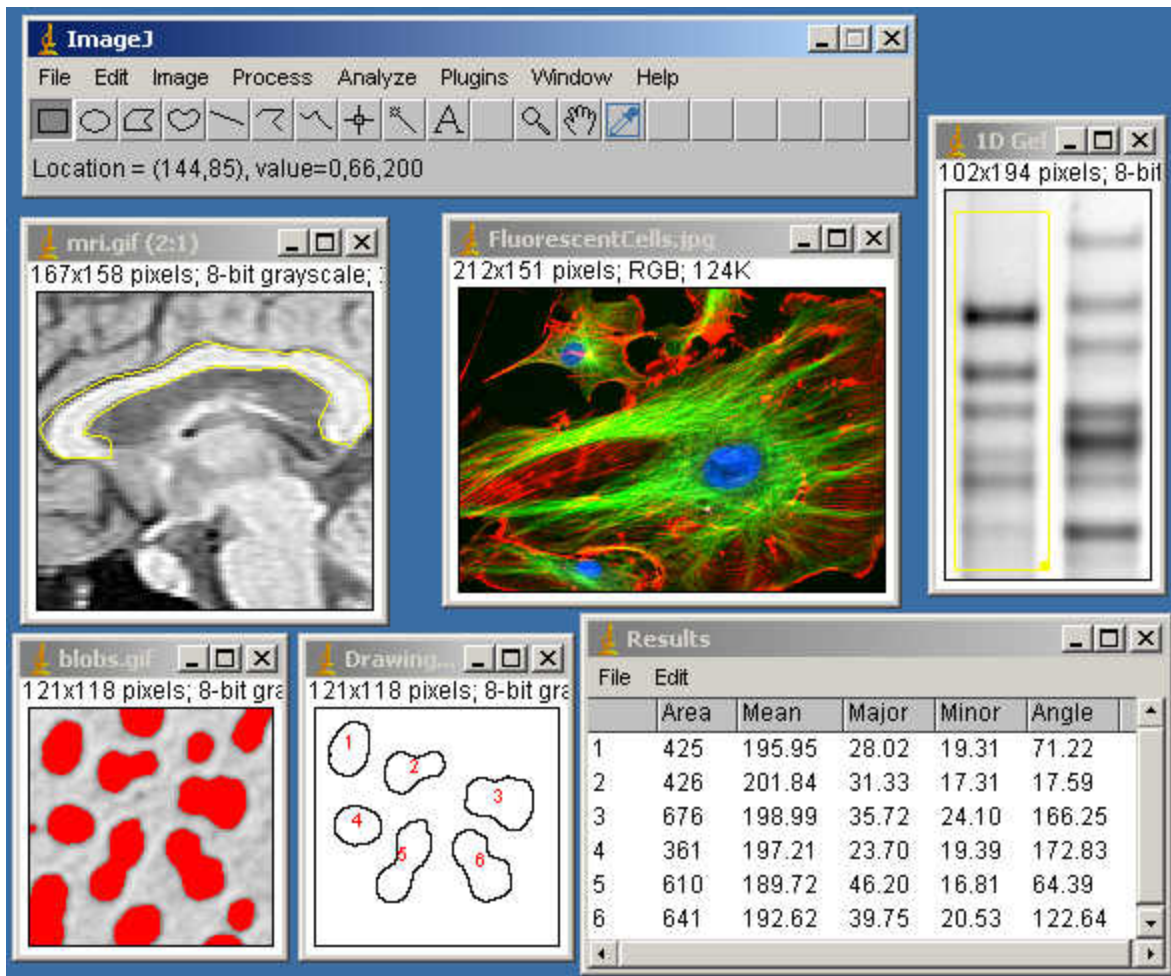 ImageJ
File Edit Image Process Analyze Plugins Window Help
A
Location = (144,85), value=0,66,200
1D Gel
102x194 pixels; 8-bit
mri.gif (2:1)
167x158 pixels; 8-bit grayscale;
FluorescentCells.jpg
212x151 pixels; RGB; 124K
blobs.gif
121x118 pixels; 8-bit gra
Drawing...
121x118 pixels; 8-bit gra
1
2
3
4
5
6
Results
File Edit
Area Mean Major Minor Angle
1 425 195.95 28.02 19.31 71.22
2 426 201.84 31.33 17.31 17.59
3 676 198.99 35.72 24.10 166.25
4 361 197.21 23.70 19.39 172.83
5 610 189.72 46.20 16.81 64.39
6 641 192.62 39.75 20.53 122.64